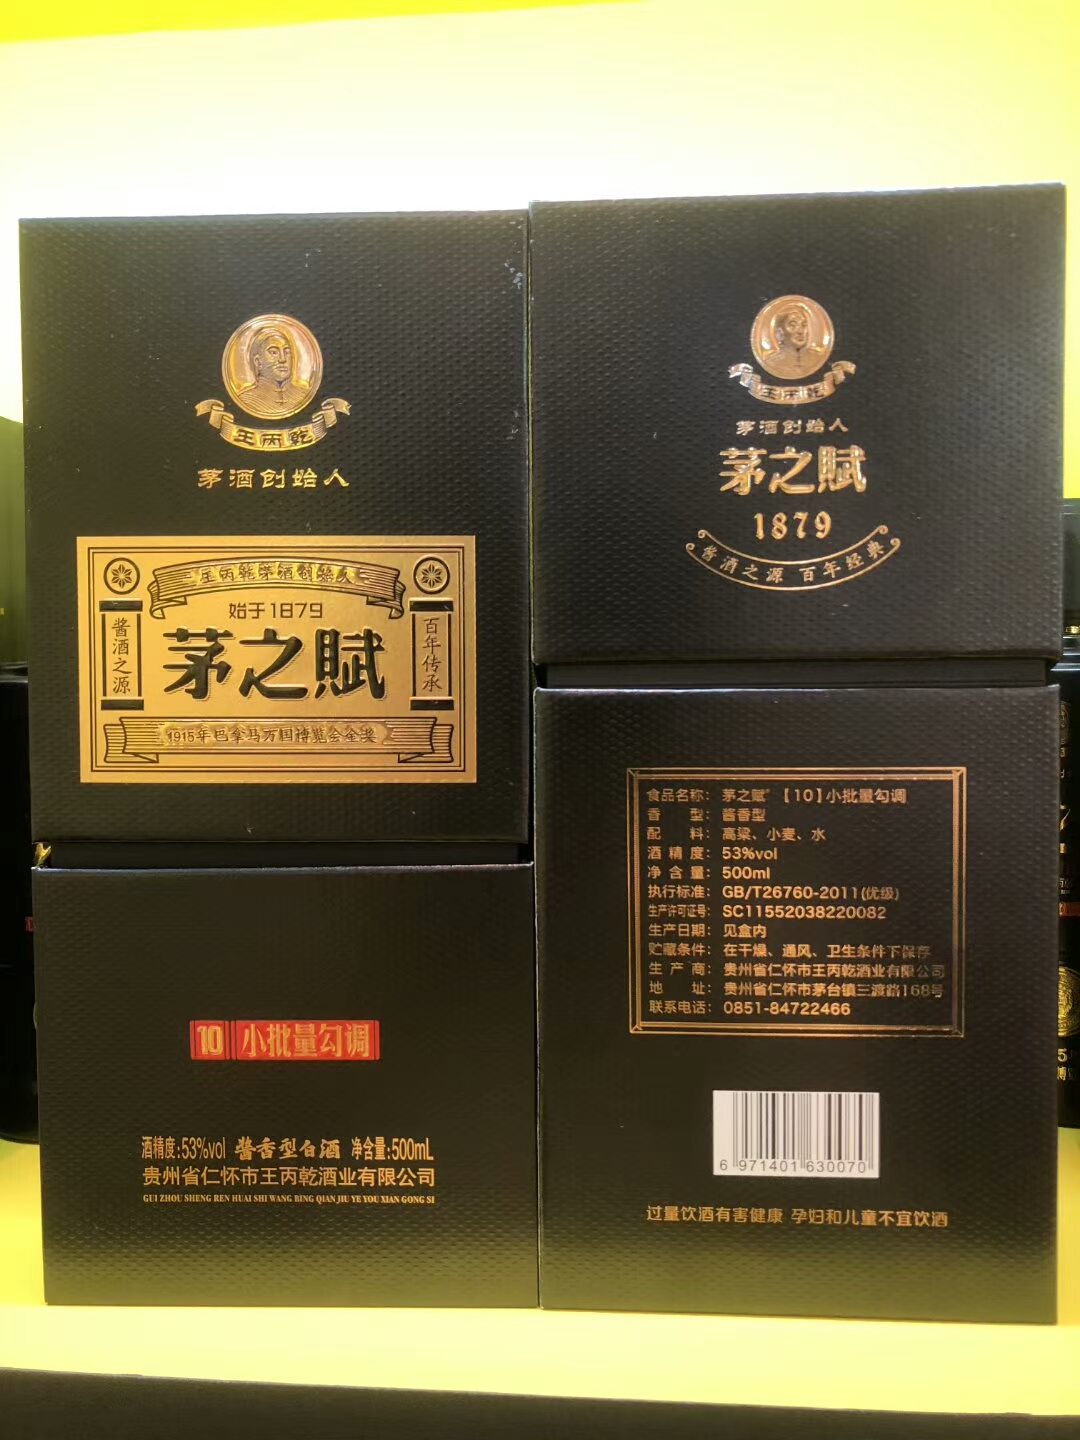 王丙乾
茅酒创始人
王丙乾茅酒创始人
始于1879
酱酒之源
茅之賦
百年传承
1915年巴拿马万国博览会金奖
10 小批量勾调
酒精度:53%vol 酱香型白酒 净含量:500mL
贵州省仁怀市王丙乾酒业有限公司
GUI ZHOU SHENG REN HUAI SHI WANG BING QIAN JIU YE YOU XIAN GONG SI
王丙乾
茅酒创始人
茅之賦
1879
酱酒之源 百年经典
食品名称: 茅之赋®【10】小批量勾调
香型: 酱香型
配料: 高粱、小麦、水
酒精度: 53%vol
净含量: 500ml
执行标准: GB/T26760-2011(优级)
生产许可证号: SC11552038220082
生产日期: 见盒内
贮藏条件: 在干燥、通风、卫生条件下保存
生产商: 贵州省仁怀市王丙乾酒业有限公司
地址: 贵州省仁怀市茅台镇三渡路168号
联系电话: 0851-84722466
6 971401 630070
过量饮酒有害健康 孕妇和儿童不宜饮酒